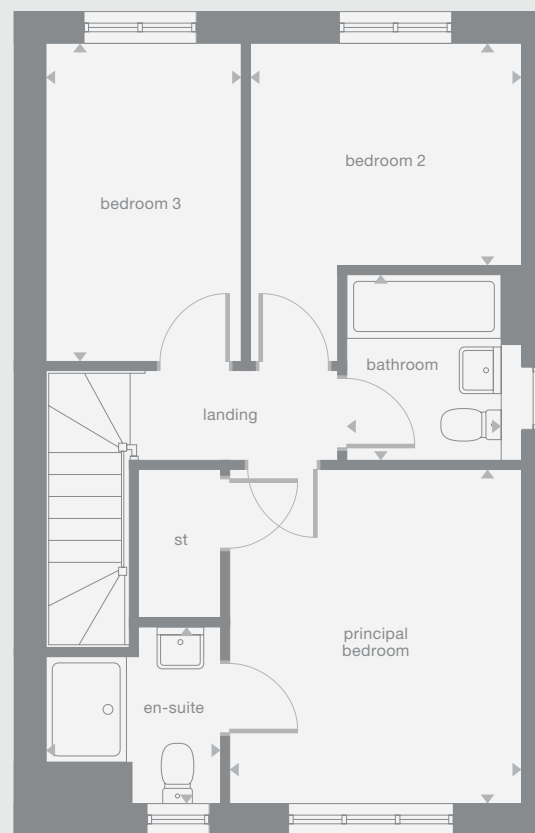 bedroom 3
bedroom 2
bathroom
landing
st
principal
bedroom
en-suite